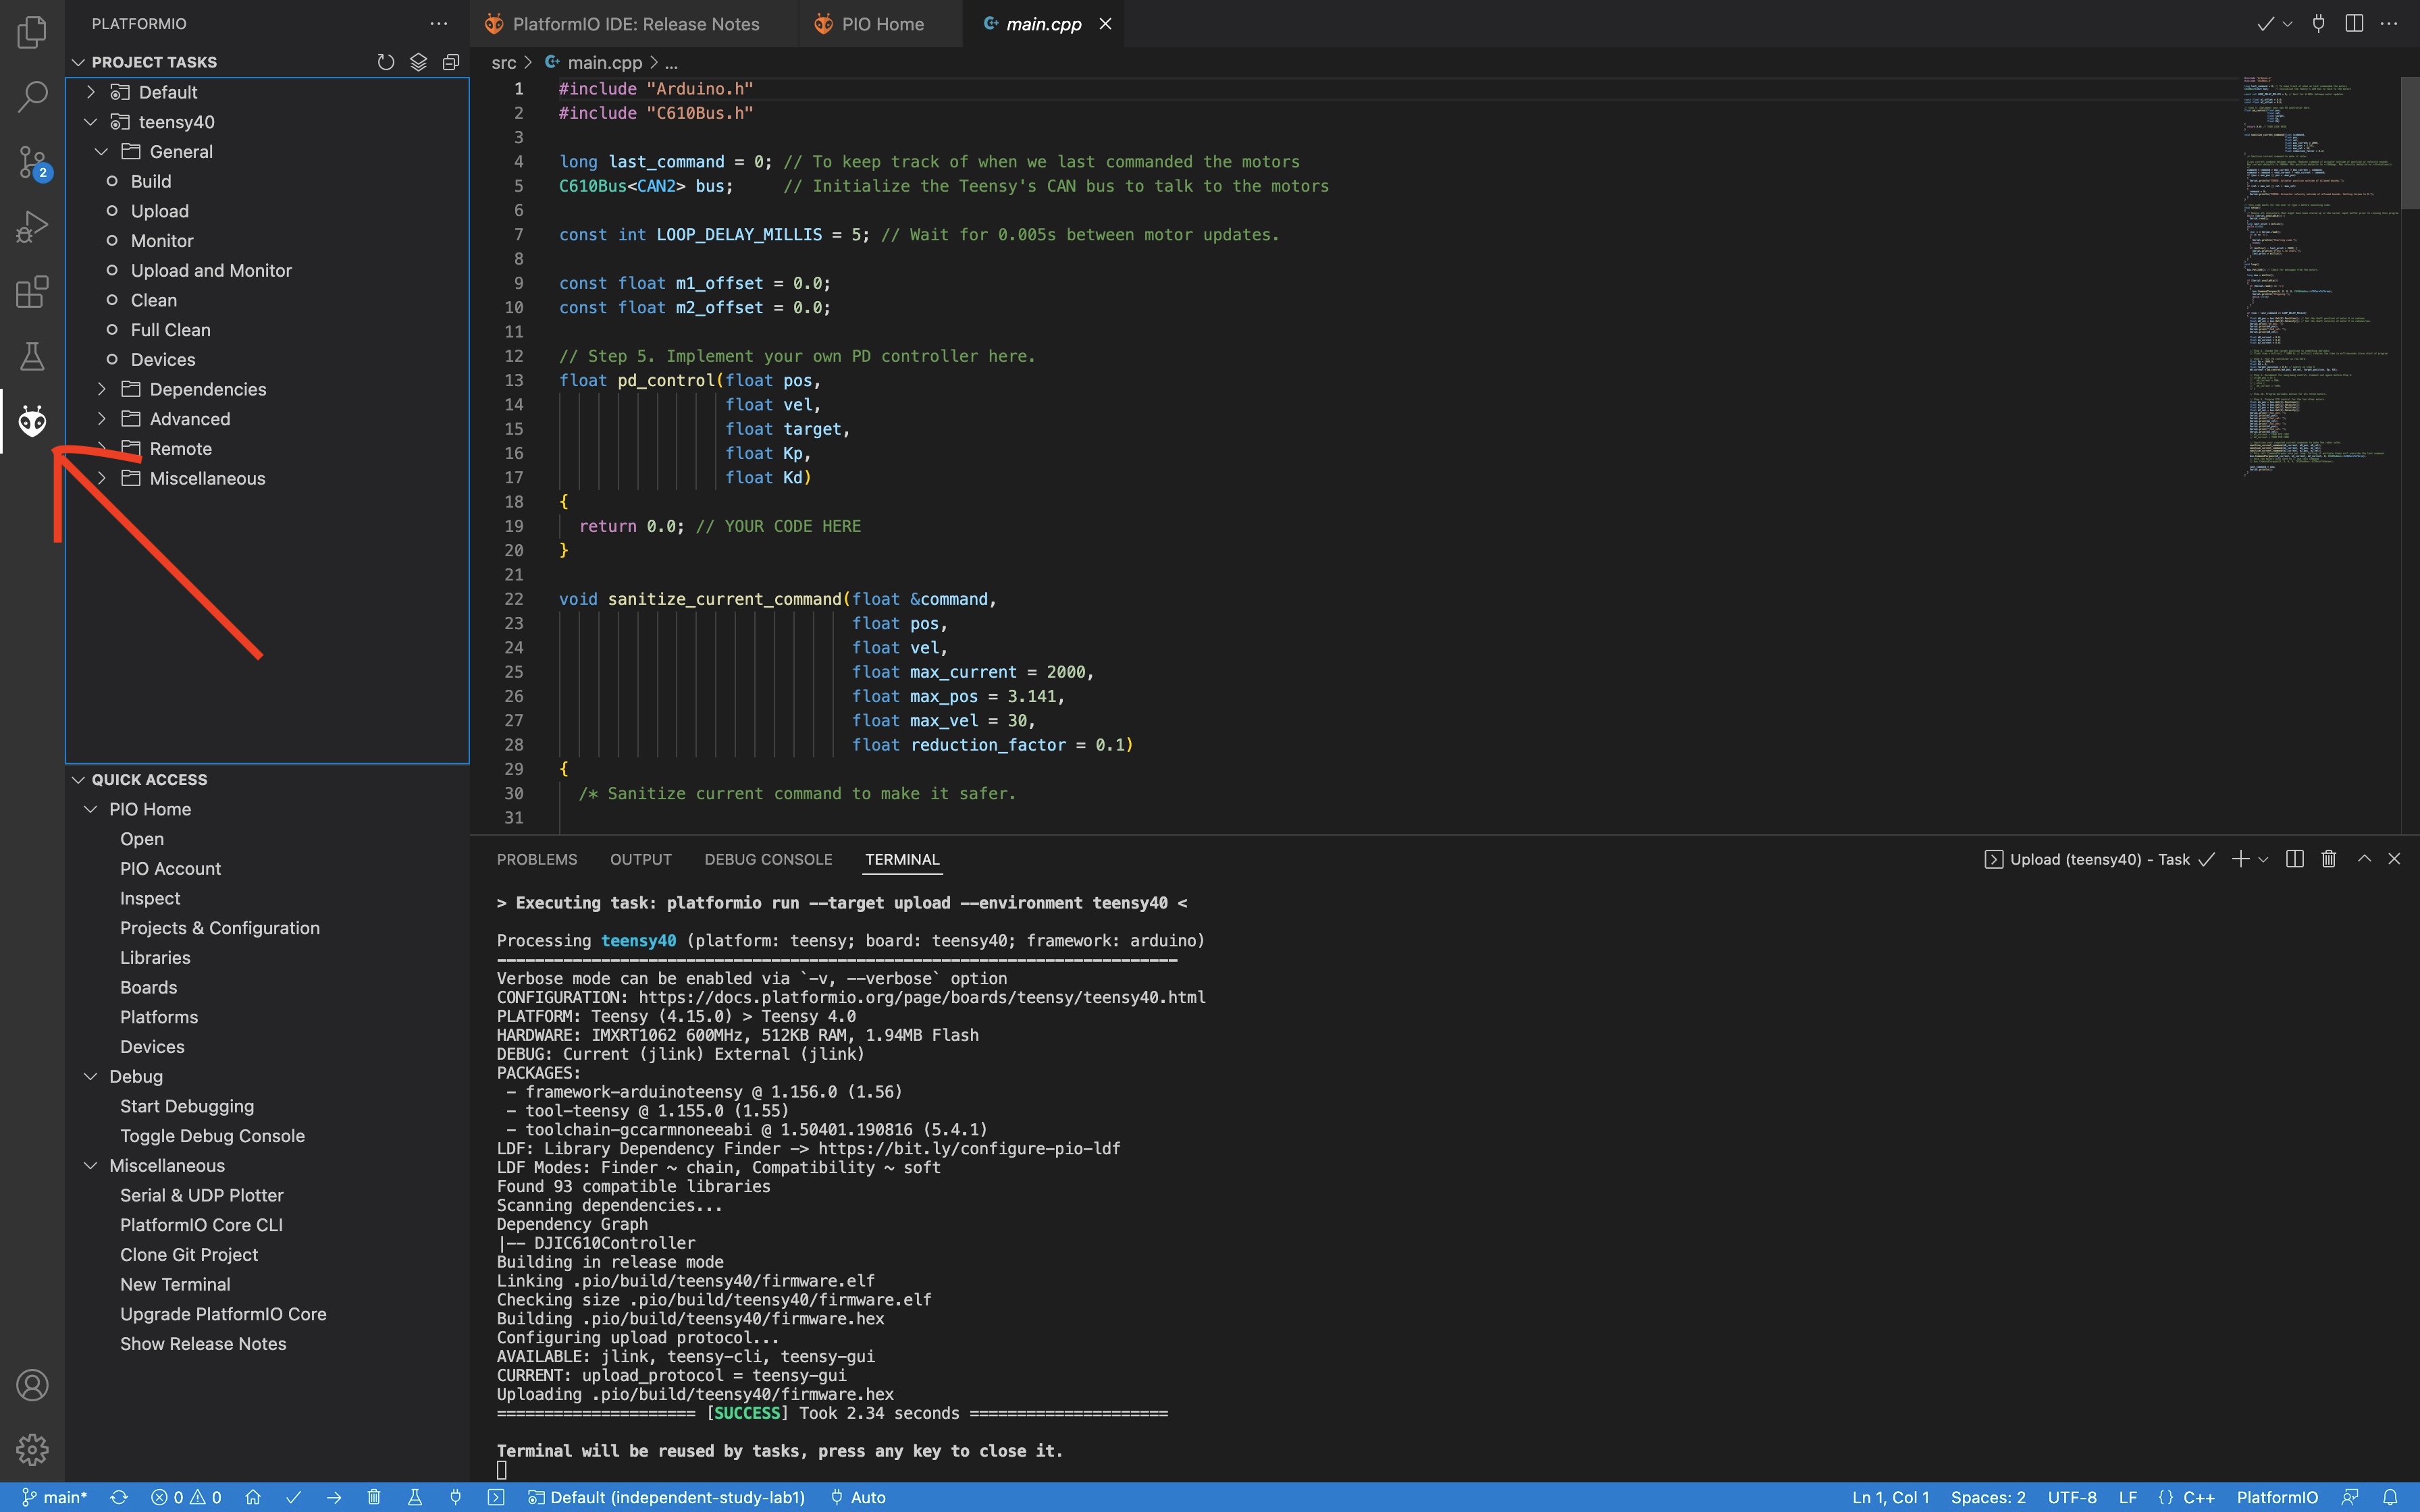 PLATFORMIO
PROJECT TASKS
Default
teensy40
General
Build
Upload
Monitor
Upload and Monitor
Clean
Full Clean
Devices
Dependencies
Advanced
Remote
Miscellaneous
QUICK ACCESS
PIO Home
Open
PIO Account
Inspect
Projects & Configuration
Libraries
Boards
Platforms
Devices
Debug
Start Debugging
Toggle Debug Console
Miscellaneous
Serial & UDP Plotter
PlatformIO Core CLI
Clone Git Project
New Terminal
Upgrade PlatformIO Core
Show Release Notes
2
PlatformIO IDE: Release Notes PIO Home main.cpp
src > main.cpp > ...
1 #include "Arduino.h"
2 #include "C610Bus.h"
3
4 long last_command = 0; // To keep track of when we last commanded the motors
5 C610Bus<CAN2> bus;     // Initialize the Teensy's CAN bus to talk to the motors
6
7 const int LOOP_DELAY_MILLIS = 5; // Wait for 0.005s between motor updates.
8
9 const float m1_offset = 0.0;
10 const float m2_offset = 0.0;
11
12 // Step 5. Implement your own PD controller here.
13 float pd_control(float pos,
14 float vel,
15 float target,
16 float Kp,
17 float Kd)
18 {
19 return 0.0; // YOUR CODE HERE
20 }
21
22 void sanitize_current_command(float &command,
23 float pos,
24 float vel,
25 float max_current = 2000,
26 float max_pos = 3.141,
27 float max_vel = 30,
28 float reduction_factor = 0.1)
29 {
30 /* Sanitize current command to make it safer.
31
PROBLEMS OUTPUT DEBUG CONSOLE TERMINAL Upload (teensy40) - Task
> Executing task: platformio run --target upload --environment teensy40 <
Processing teensy40 (platform: teensy; board: teensy40; framework: arduino)
--------------------------------------------------------------------------------
Verbose mode can be enabled via `-v, --verbose` option
CONFIGURATION: https://docs.platformio.org/page/boards/teensy/teensy40.html
PLATFORM: Teensy (4.15.0) > Teensy 4.0
HARDWARE: IMXRT1062 600MHz, 512KB RAM, 1.94MB Flash
DEBUG: Current (jlink) External (jlink)
PACKAGES:
- framework-arduinoteensy @ 1.156.0 (1.56)
- tool-teensy @ 1.155.0 (1.55)
- toolchain-gccarmnoneeabi @ 1.50401.190816 (5.4.1)
LDF: Library Dependency Finder -> https://bit.ly/configure-pio-ldf
LDF Modes: Finder ~ chain, Compatibility ~ soft
Found 93 compatible libraries
Scanning dependencies...
Dependency Graph
|-- DJIC610Controller
Building in release mode
Linking .pio/build/teensy40/firmware.elf
Checking size .pio/build/teensy40/firmware.elf
Building .pio/build/teensy40/firmware.hex
Configuring upload protocol...
AVAILABLE: jlink, teensy-cli, teensy-gui
CURRENT: upload_protocol = teensy-gui
Uploading .pio/build/teensy40/firmware.hex
===================== [SUCCESS] Took 2.34 seconds =====================
Terminal will be reused by tasks, press any key to close it.
main* 0 0 Default (independent-study-lab1) Auto Ln 1, Col 1 Spaces: 2 UTF-8 LF {} C++ PlatformIO